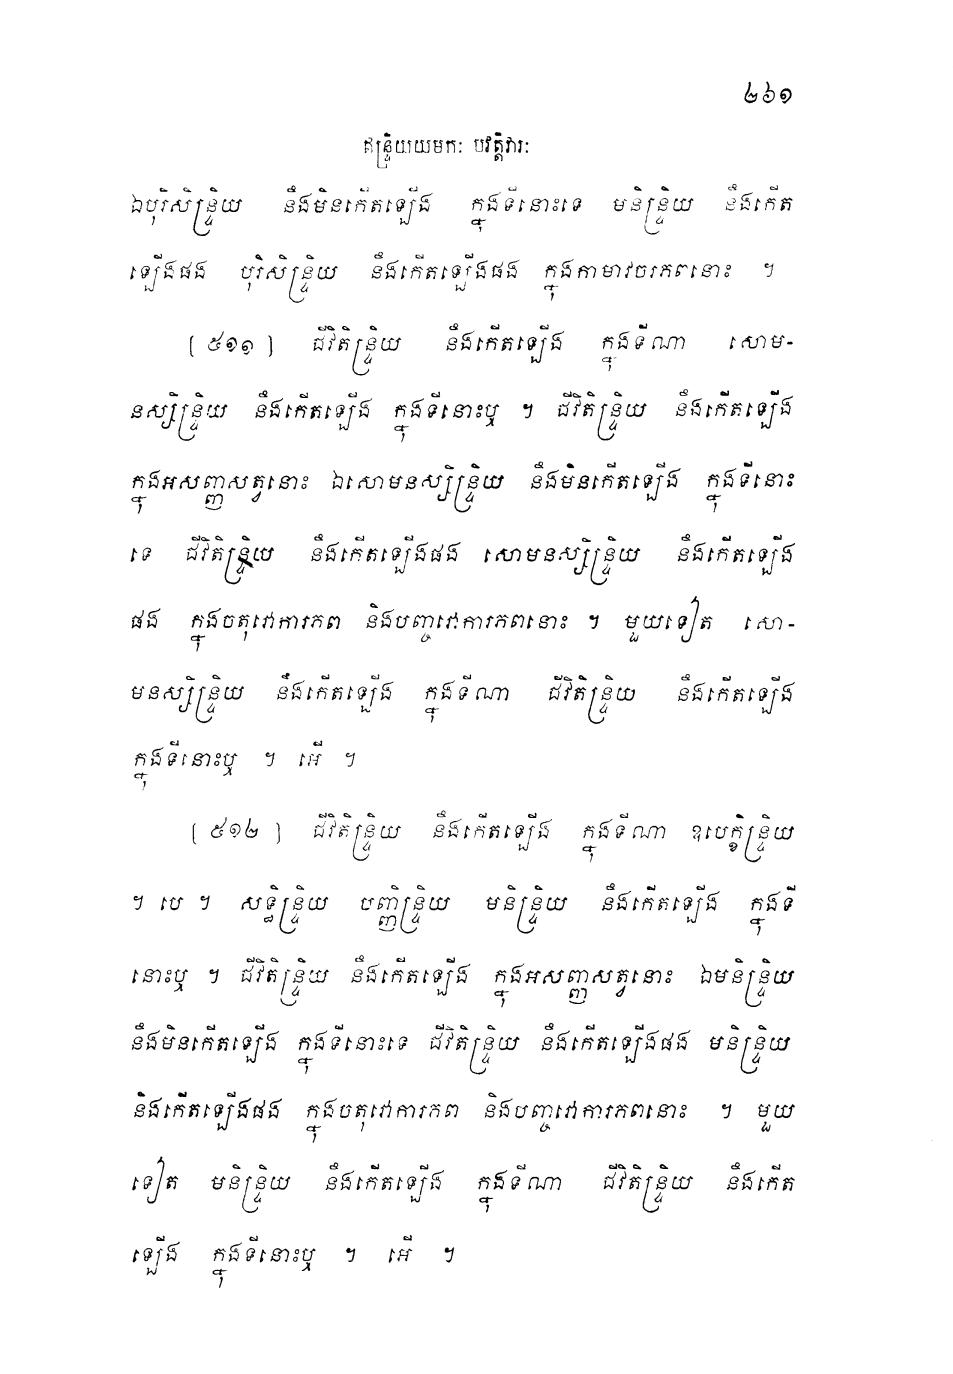 ២៦១
ឥន្ទ្រិយយមកៈ បវត្តិវារៈ
ឯបុរិសិន្ទ្រិយ នឹងមិនកើតឡើង ក្នុងទីនោះទេ មនិន្ទ្រិយ នឹងកើត
ឡើងផង បុរិសិន្ទ្រិយ នឹងកើតឡើងផង ក្នុងកាមាវចរភពនោះ ។
[ ៥១១ ] ជីវិតិន្ទ្រិយ នឹងកើតឡើង ក្នុងទីណា សោម-
នស្សិន្ទ្រិយ នឹងកើតឡើង ក្នុងទីនោះឬ ។ ជីវិតិន្ទ្រិយ នឹងកើតឡើង
ក្នុងអសញ្ញសត្វនោះ ឯសោមនស្សិន្ទ្រិយ នឹងមិនកើតឡើង ក្នុងទីនោះ
ទេ ជីវិតិន្ទ្រិយ នឹងកើតឡើងផង សោមនស្សិន្ទ្រិយ នឹងកើតឡើង
ផង ក្នុងចតុវោការភព និងបញ្ចវោការភពនោះ ។ មួយទៀត សោ-
មនស្សិន្ទ្រិយ នឹងកើតឡើង ក្នុងទីណា ជីវិតិន្ទ្រិយ នឹងកើតឡើង
ក្នុងទីនោះឬ ។ អើ ។
[ ៥១២ ] ជីវិតិន្ទ្រិយ នឹងកើតឡើង ក្នុងទីណា ឧបេក្ខិន្ទ្រិយ
។ បេ ។ សទ្ធិន្ទ្រិយ បញ្ញិន្ទ្រិយ មនិន្ទ្រិយ នឹងកើតឡើង ក្នុងទី
នោះឬ ។ ជីវិតិន្ទ្រិយ នឹងកើតឡើង ក្នុងអសញ្ញសត្វនោះ ឯមនិន្ទ្រិយ
នឹងមិនកើតឡើង ក្នុងទីនោះទេ ជីវិតិន្ទ្រិយ នឹងកើតឡើងផង មនិន្ទ្រិយ
នឹងកើតឡើងផង ក្នុងចតុវោការភព និងបញ្ចវោការភពនោះ ។ មួយ
ទៀត មនិន្ទ្រិយ នឹងកើតឡើង ក្នុងទីណា ជីវិតិន្ទ្រិយ នឹងកើត
ឡើង ក្នុងទីនោះឬ ។ អើ ។